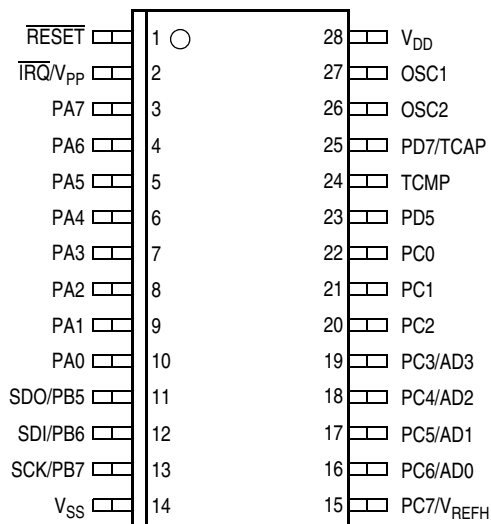 R̅E̅S̅E̅T̅ 1 28 VDD
I̅R̅Q̅/VPP 2 27 OSC1
PA7 3 26 OSC2
PA6 4 25 PD7/TCAP
PA5 5 24 TCMP
PA4 6 23 PD5
PA3 7 22 PC0
PA2 8 21 PC1
PA1 9 20 PC2
PA0 10 19 PC3/AD3
SDO/PB5 11 18 PC4/AD2
SDI/PB6 12 17 PC5/AD1
SCK/PB7 13 16 PC6/AD0
VSS 14 15 PC7/VREFH